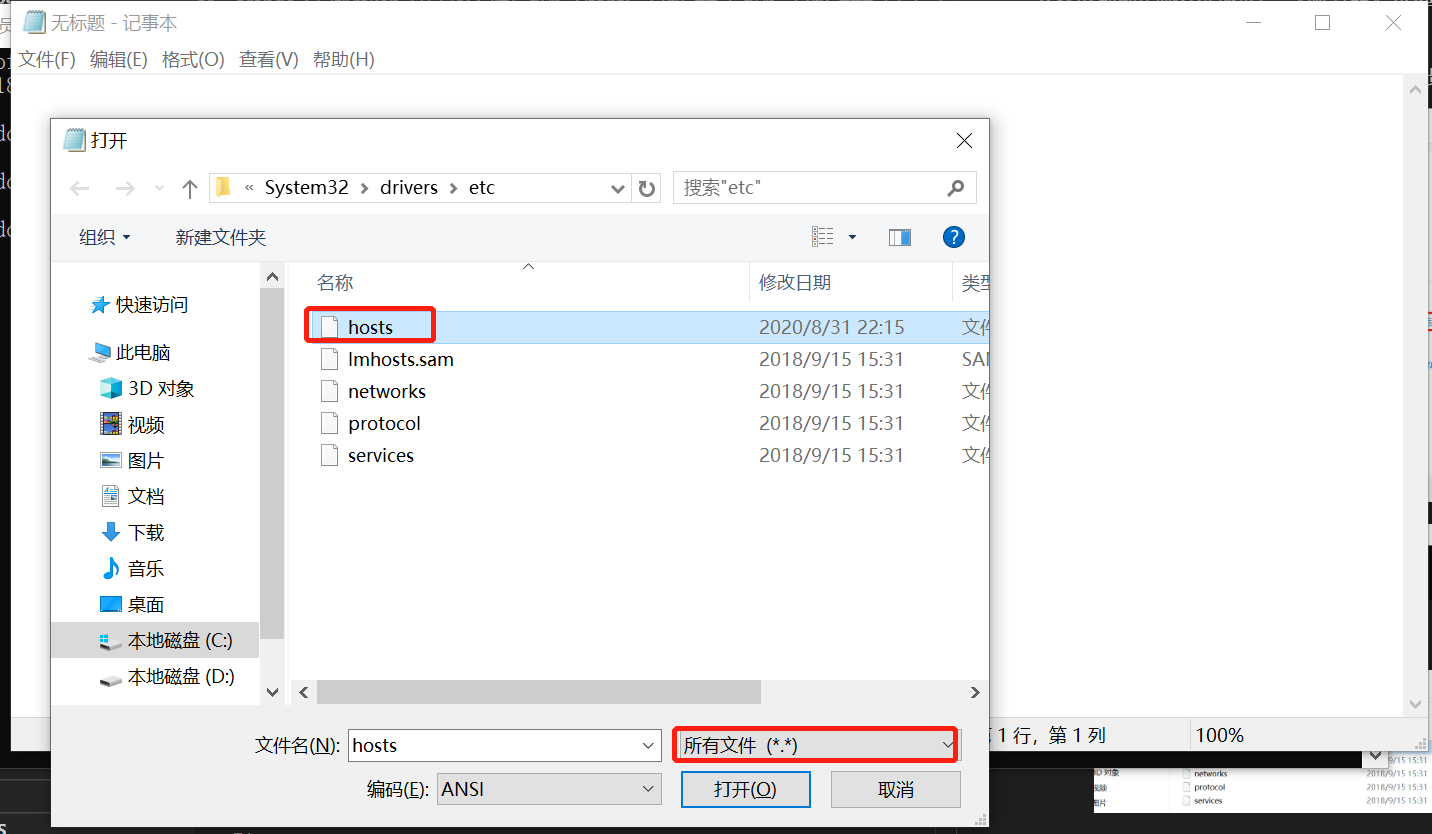 无标题 - 记事本
文件(F) 编辑(E) 格式(O) 查看(V) 帮助(H)
打开
« System32 › drivers › etc
搜索"etc"
组织 新建文件夹
名称 修改日期 类型
快速访问
此电脑
3D 对象
视频
图片
文档
下载
音乐
桌面
本地磁盘 (C:)
本地磁盘 (D:)
hosts 2020/8/31 22:15 文件
lmhosts.sam 2018/9/15 15:31 SAM
networks 2018/9/15 15:31 文件
protocol 2018/9/15 15:31 文件
services 2018/9/15 15:31 文件
文件名(N): hosts 所有文件 (*.*)
编码(E): ANSI 打开(O) 取消
1 行，第 1 列 100%
3D 对象 networks 2018/9/15 15:31
视频 protocol 2018/9/15 15:31
图片 services 2018/9/15 15:31